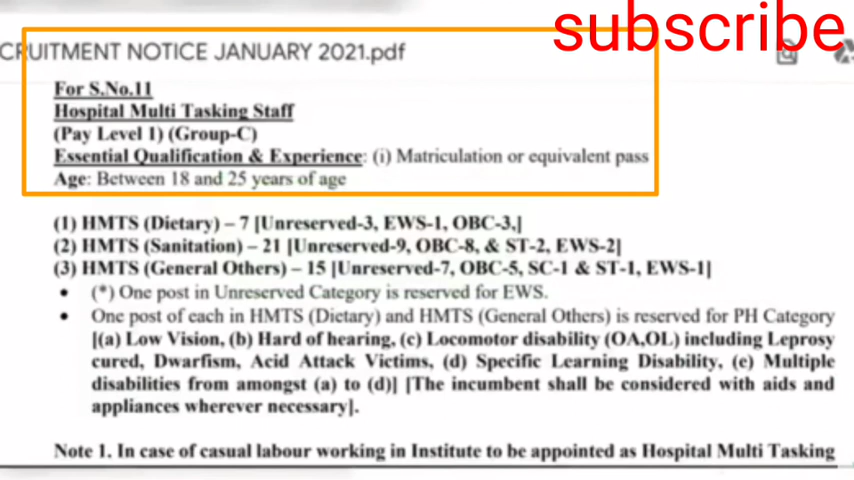 subscribe
CRUITMENT NOTICE JANUARY 2021.pdf
For S.No.11
Hospital Multi Tasking Staff
(Pay Level 1) (Group-C)
Essential Qualification & Experience: (i) Matriculation or equivalent pass
Age: Between 18 and 25 years of age
(1) HMTS (Dietary) – 7 [Unreserved-3, EWS-1, OBC-3,]
(2) HMTS (Sanitation) – 21 [Unreserved-9, OBC-8, & ST-2, EWS-2]
(3) HMTS (General Others) – 15 [Unreserved-7, OBC-5, SC-1 & ST-1, EWS-1]
• (*) One post in Unreserved Category is reserved for EWS.
• One post of each in HMTS (Dietary) and HMTS (General Others) is reserved for PH Category
[(a) Low Vision, (b) Hard of hearing, (c) Locomotor disability (OA,OL) including Leprosy
cured, Dwarfism, Acid Attack Victims, (d) Specific Learning Disability, (e) Multiple
disabilities from amongst (a) to (d)] [The incumbent shall be considered with aids and
appliances wherever necessary].
Note 1. In case of casual labour working in Institute to be appointed as Hospital Multi Tasking